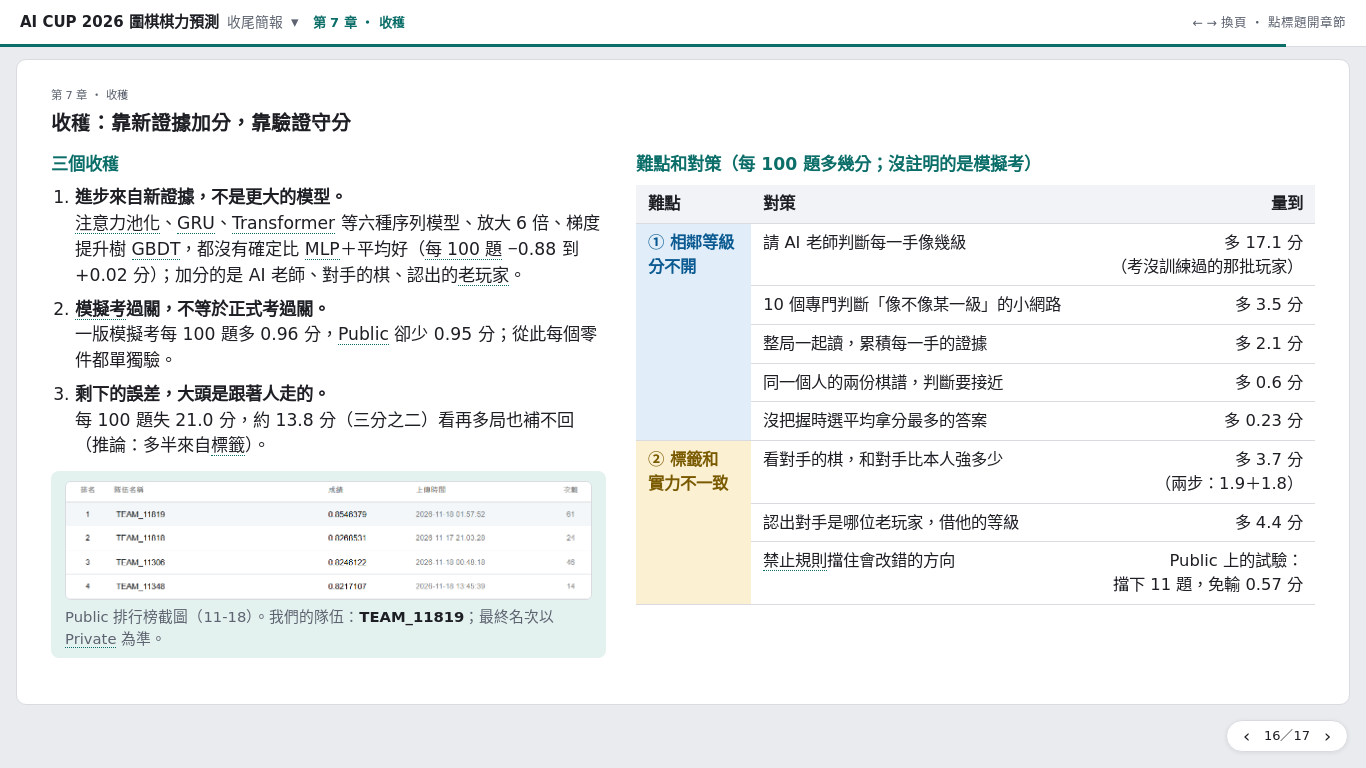 AI CUP 2026 圍棋棋力預測 收尾簡報 ▼ 第 7 章・收穫
←→ 換頁・點標題開章節
第 7 章・收穫
收穫：靠新證據加分，靠驗證守分
三個收穫
1. 進步來自新證據，不是更大的模型。
注意力池化、GRU、Transformer 等六種序列模型、放大 6 倍、梯度
提升樹 GBDT，都沒有確定比 MLP＋平均好（每 100 題 −0.88 到
+0.02 分）；加分的是 AI 老師、對手的棋、認出的老玩家。
2. 模擬考過關，不等於正式考過關。
一版模擬考每 100 題多 0.96 分，Public 卻少 0.95 分；從此每個零
件都單獨驗。
3. 剩下的誤差，大頭是跟著人走的。
每 100 題失 21.0 分，約 13.8 分（三分之二）看再多局也補不回
（推論：多半來自標籤）。
排名 隊伍名稱 成績 上傳時間 次數
1 TEAM_11819 0.8546379 2026-11-18 01:57:52 61
2 TEAM_11818 0.8268531 2026-11-17 21:03:28 24
3 TEAM_11306 0.8246122 2026-11-18 00:48:18 46
4 TEAM_11348 0.8217107 2026-11-18 13:45:39 14
Public 排行榜截圖（11-18）。我們的隊伍：TEAM_11819；最終名次以
Private 為準。
難點和對策（每 100 題多幾分；沒註明的是模擬考）
難點 對策 量到
① 相鄰等級
分不開
請 AI 老師判斷每一手像幾級 多 17.1 分
（考沒訓練過的那批玩家）
10 個專門判斷「像不像某一級」的小網路 多 3.5 分
整局一起讀，累積每一手的證據 多 2.1 分
同一個人的兩份棋譜，判斷要接近 多 0.6 分
沒把握時選平均拿分最多的答案 多 0.23 分
② 標籤和
實力不一致
看對手的棋，和對手比本人強多少 多 3.7 分
（兩步：1.9＋1.8）
認出對手是哪位老玩家，借他的等級 多 4.4 分
禁止規則擋住會改錯的方向 Public 上的試驗：
擋下 11 題，免輸 0.57 分
‹ 16／17 ›